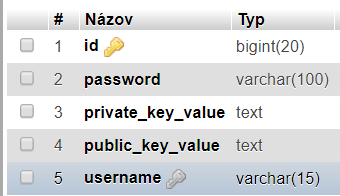 # Názov Typ
1 id bigint(20)
2 password varchar(100)
3 private_key_value text
4 public_key_value text
5 username varchar(15)